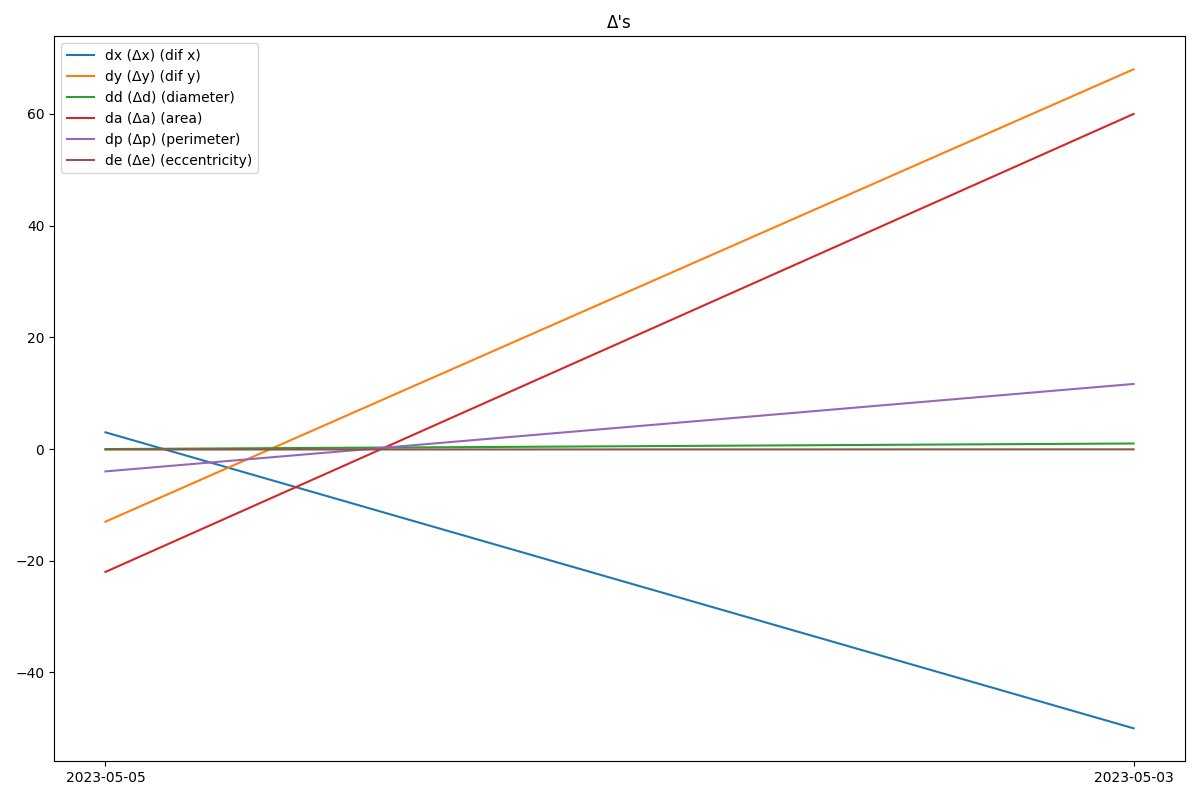 Δ's
dx (Δx) (dif x)
dy (Δy) (dif y)
dd (Δd) (diameter)
da (Δa) (area)
dp (Δp) (perimeter)
de (Δe) (eccentricity)
60
40
20
0
−20
−40
2023-05-05 2023-05-03